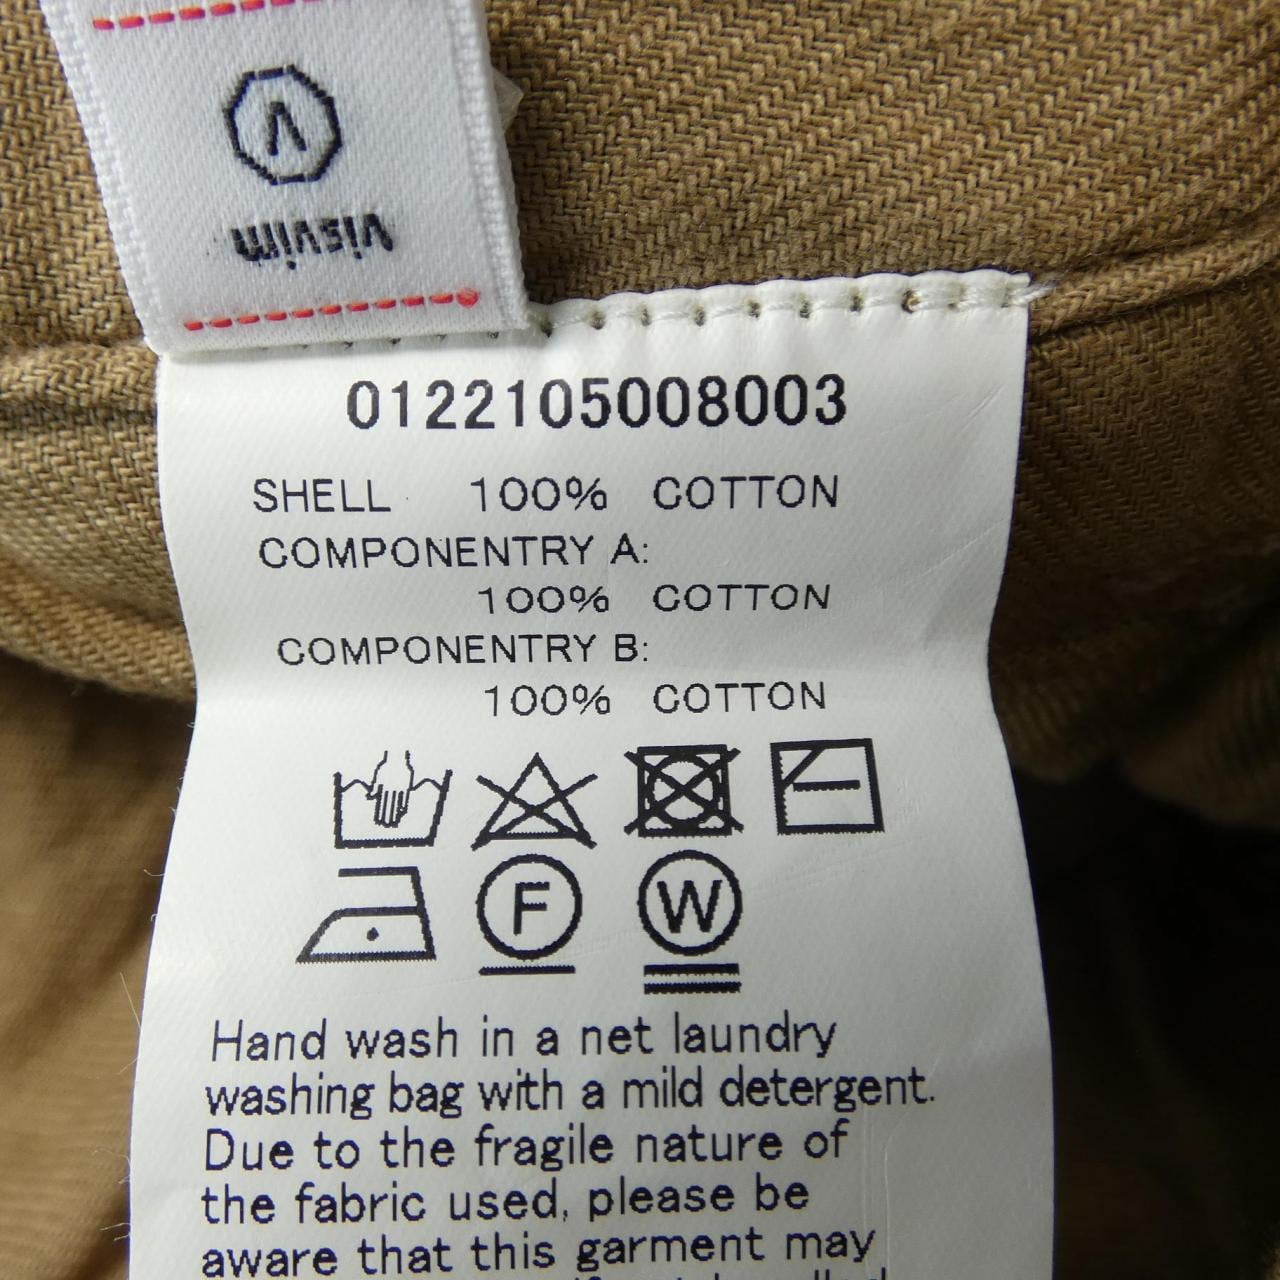 visvim
0122105008003
SHELL 100% COTTON
COMPONENTRY A:
100% COTTON
COMPONENTRY B:
100% COTTON
F W
Hand wash in a net laundry
washing bag with a mild detergent.
Due to the fragile nature of
the fabric used, please be
aware that this garment may